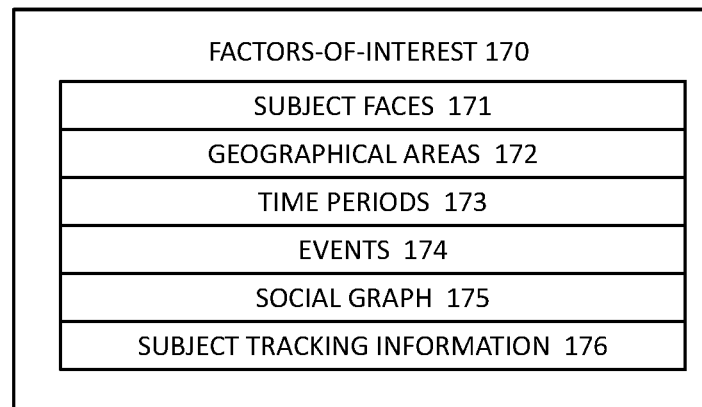 FACTORS-OF-INTEREST 170
SUBJECT FACES 171
GEOGRAPHICAL AREAS 172
TIME PERIODS 173
EVENTS 174
SOCIAL GRAPH 175
SUBJECT TRACKING INFORMATION 176